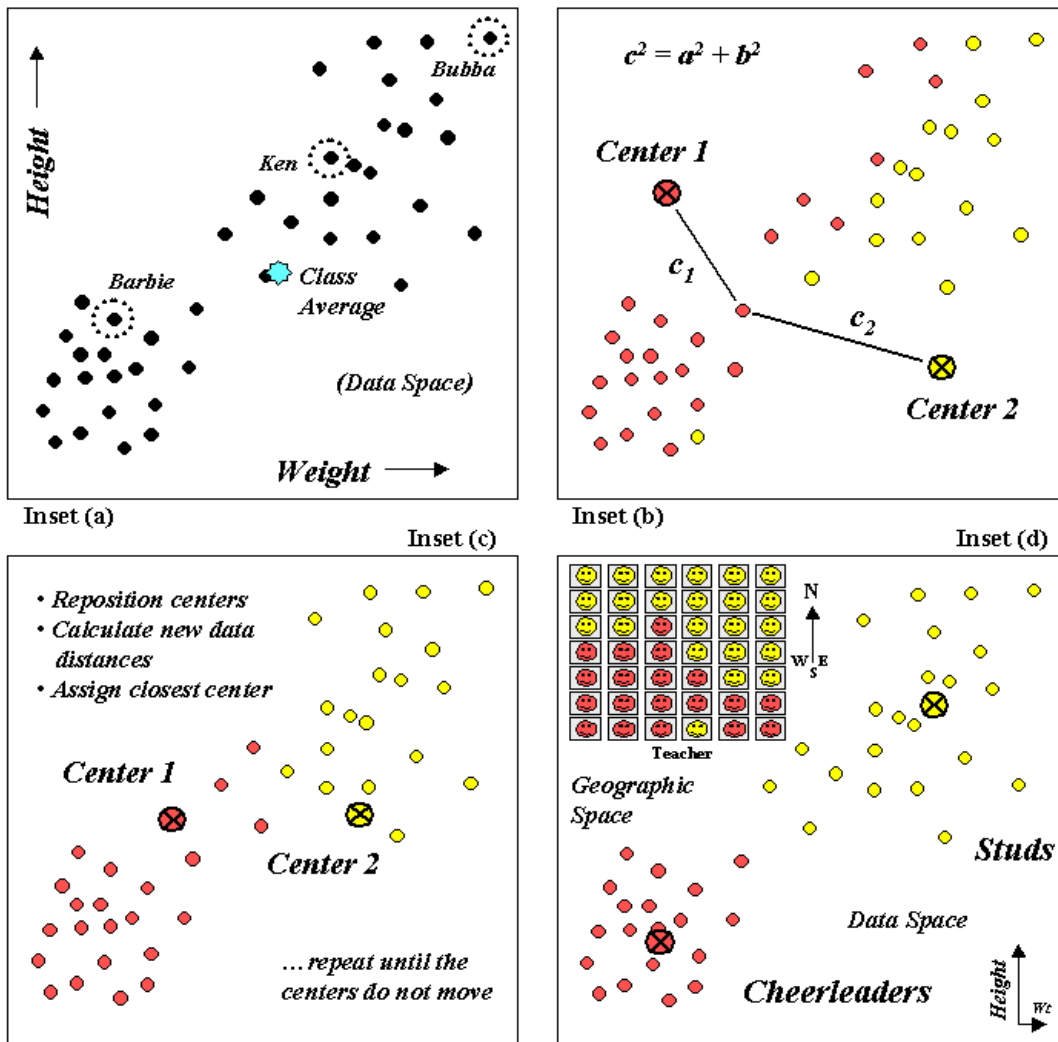 Height
Bubba
Ken
Barbie
Class
Average
(Data Space)
Weight
Inset (a)
c² = a² + b²
Center 1
c₁
c₂
Center 2
Inset (b)
Inset (c)
• Reposition centers
• Calculate new data
distances
• Assign closest center
Center 1
Center 2
…repeat until the
centers do not move
Inset (d)
N
W S E
Teacher
Geographic
Space
Studs
Data Space
Cheerleaders
Height
Wt